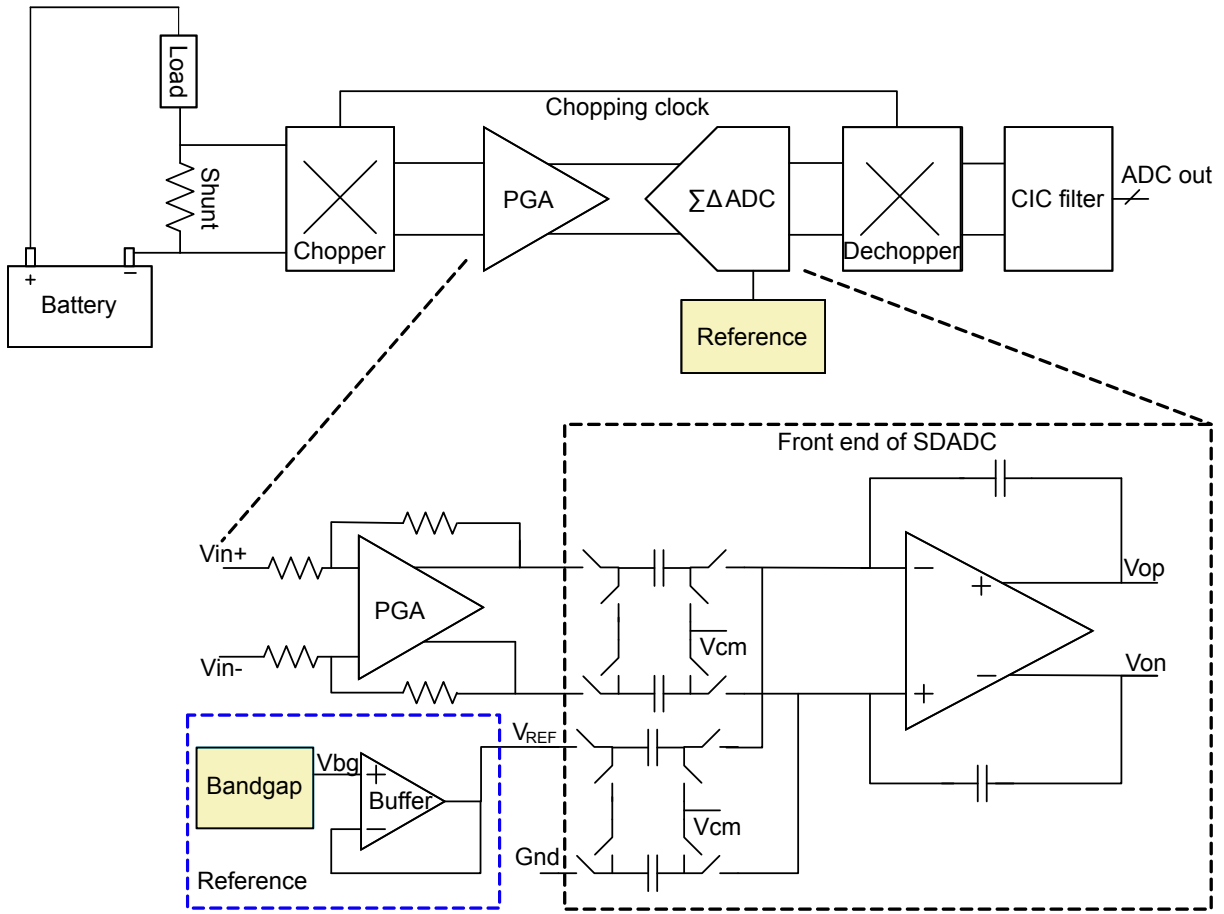 Load
Shunt
+
−
Battery
Chopping clock
Chopper
PGA
∑Δ ADC
Dechopper
CIC filter
ADC out
Reference
Front end of SDADC
Vin+
Vin-
PGA
Vcm
−
+
+
−
Vop
Von
VREF
Bandgap
Vbg
+
−
Buffer
Reference
Vcm
Gnd